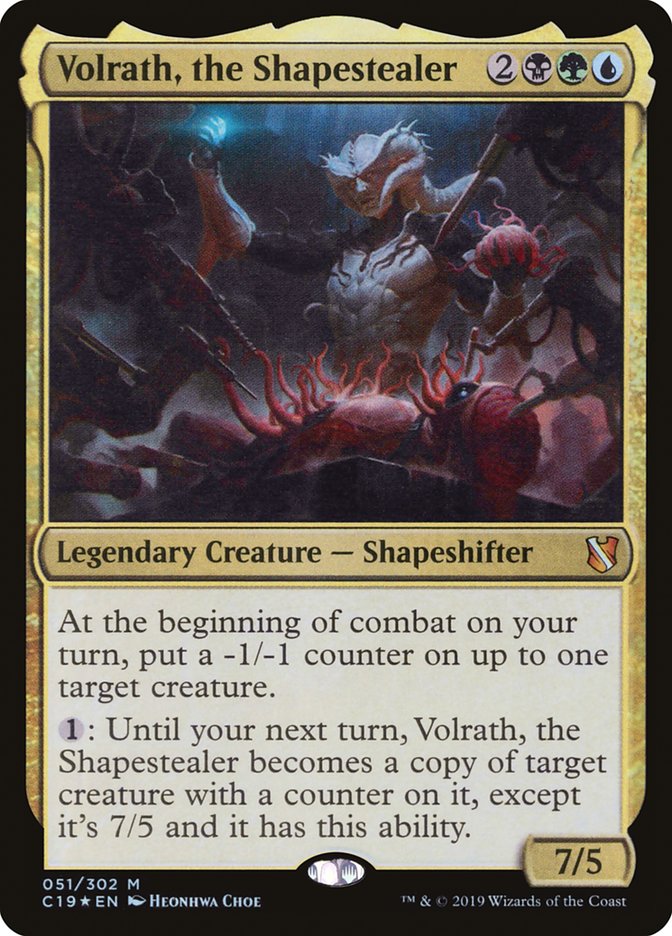 Volrath, the Shapestealer 2
Legendary Creature — Shapeshifter
At the beginning of combat on your
turn, put a -1/-1 counter on up to one
target creature.
1: Until your next turn, Volrath, the
Shapestealer becomes a copy of target
creature with a counter on it, except
it's 7/5 and it has this ability.
7/5
051/302 M
C19★EN Heonhwa Choe
™ & © 2019 Wizards of the Coast